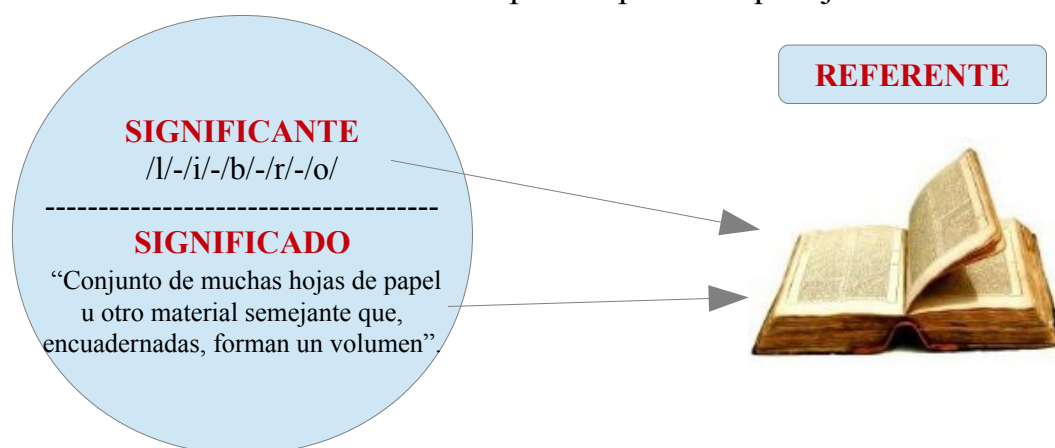 REFERENTE
SIGNIFICANTE
/l/-/i/-/b/-/r/-/o/
-------------------------------------
SIGNIFICADO
“Conjunto de muchas hojas de papel
u otro material semejante que,
encuadernadas, forman un volumen”.